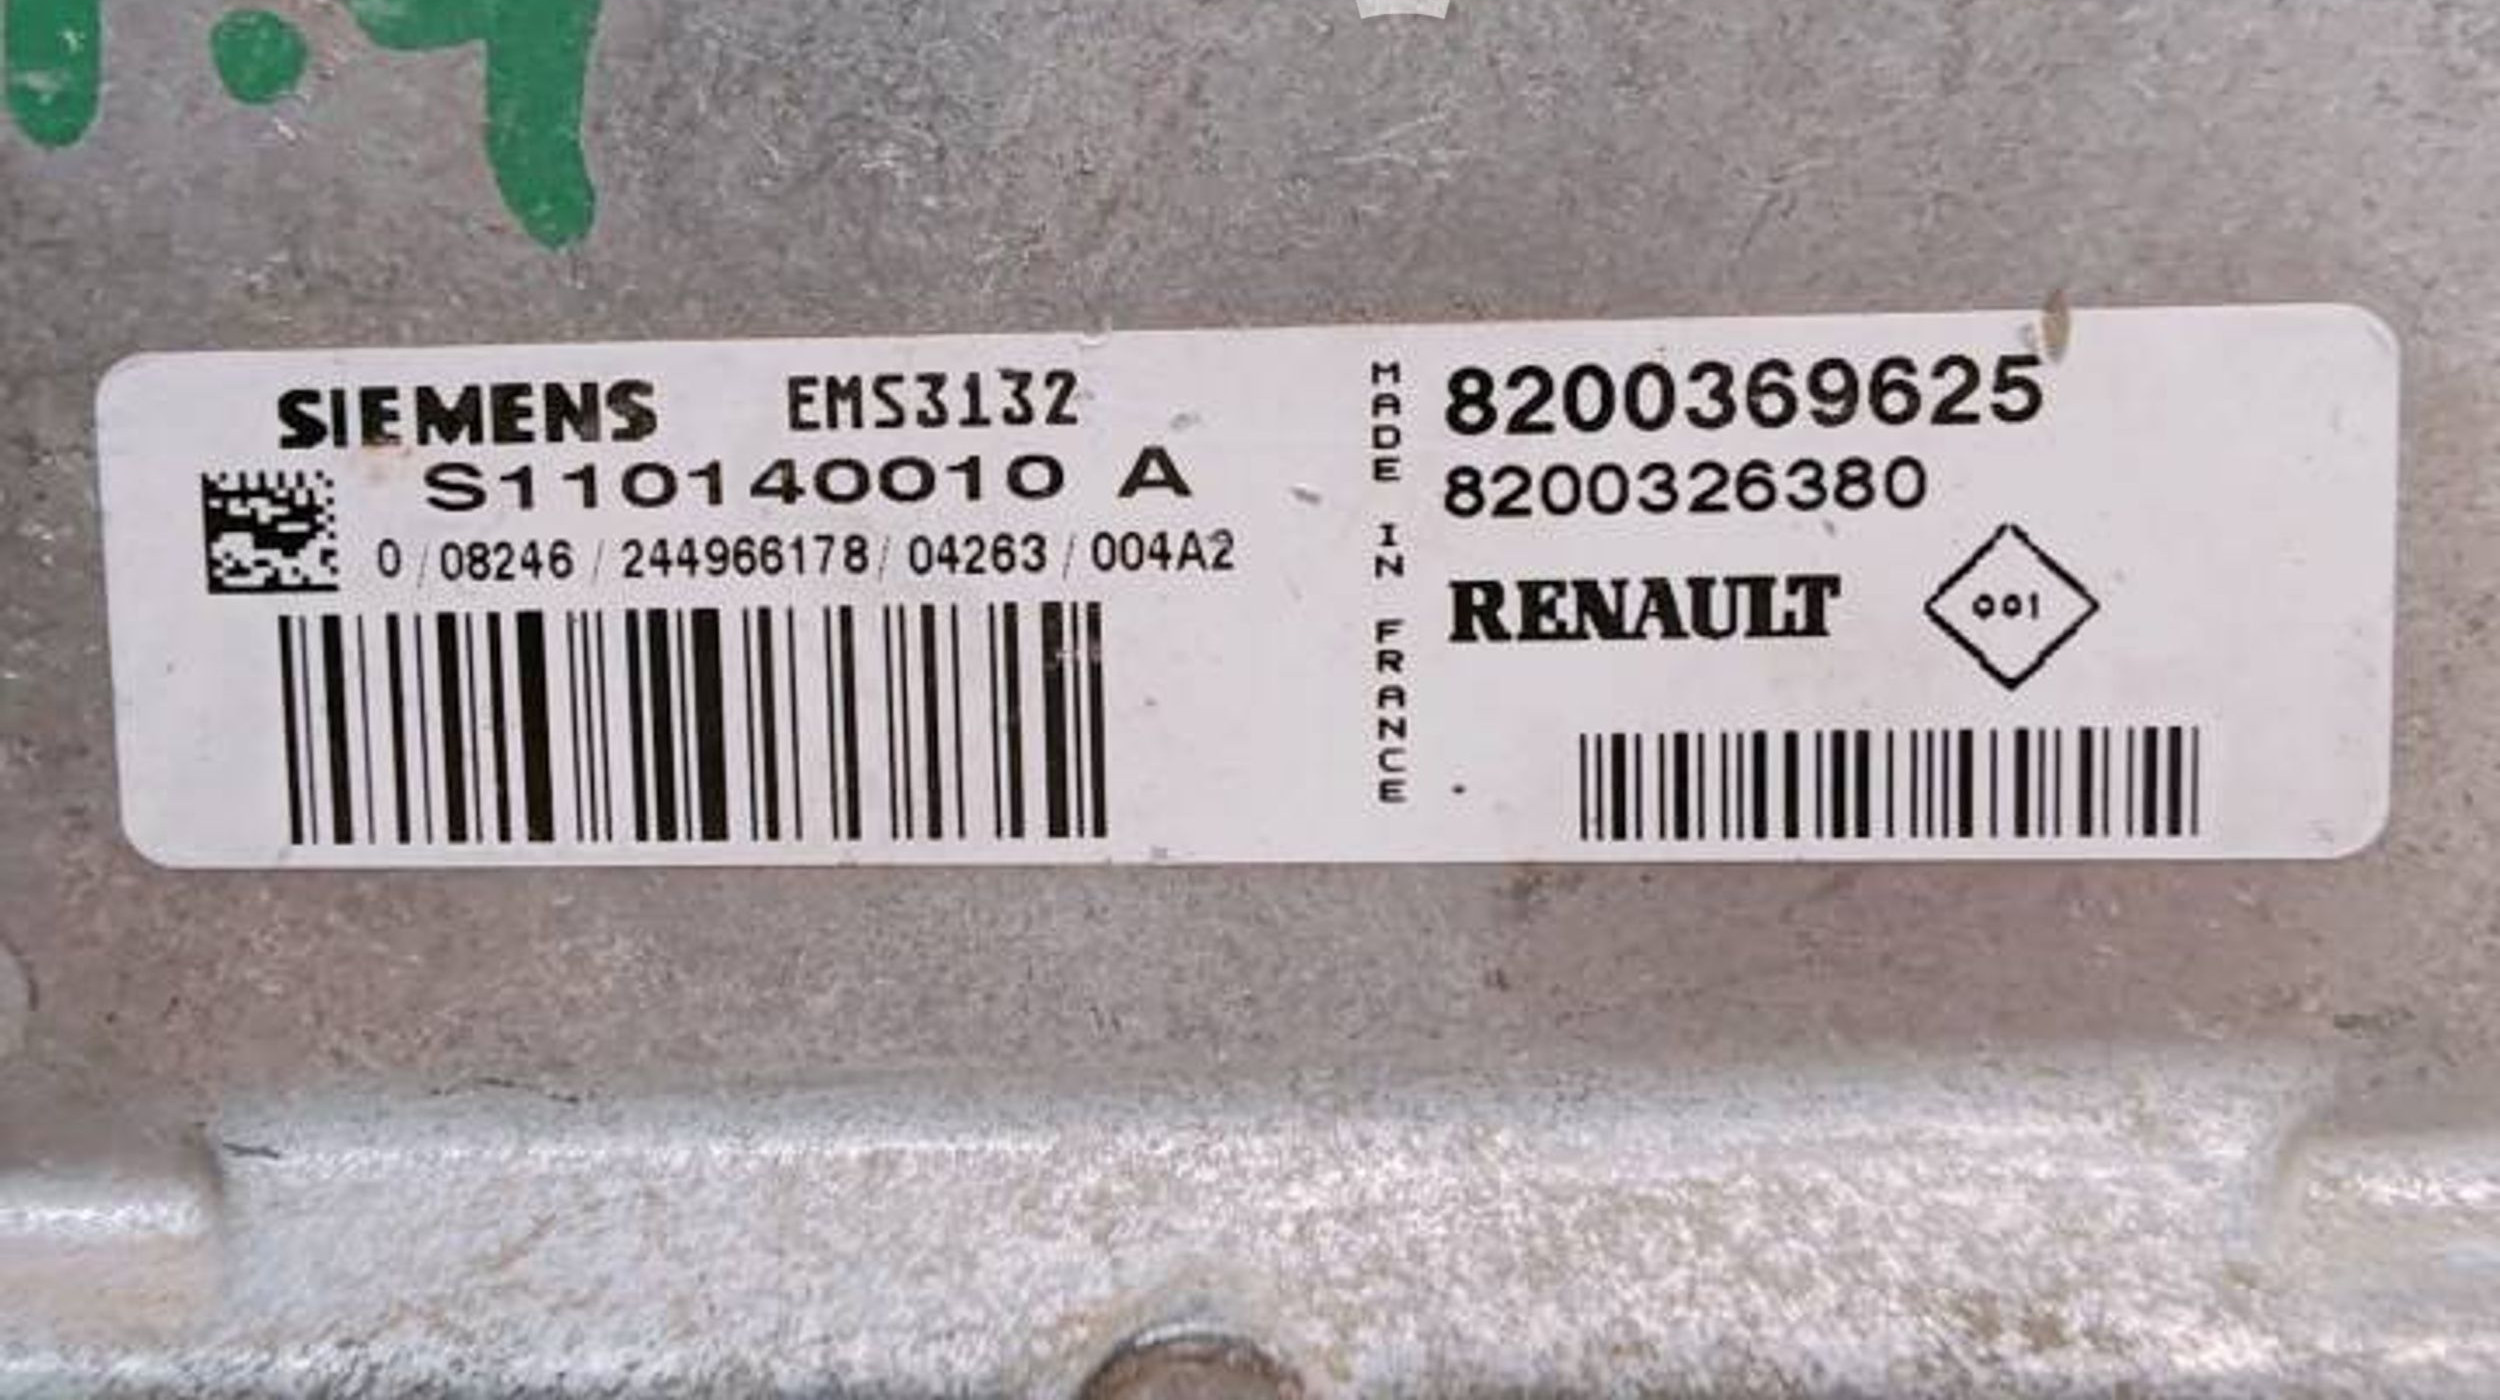 SIEMENS EMS3132
S110140010 A
0/08246/244966178/04263/004A2
MADE IN FRANCE
8200369625
8200326380
RENAULT 001